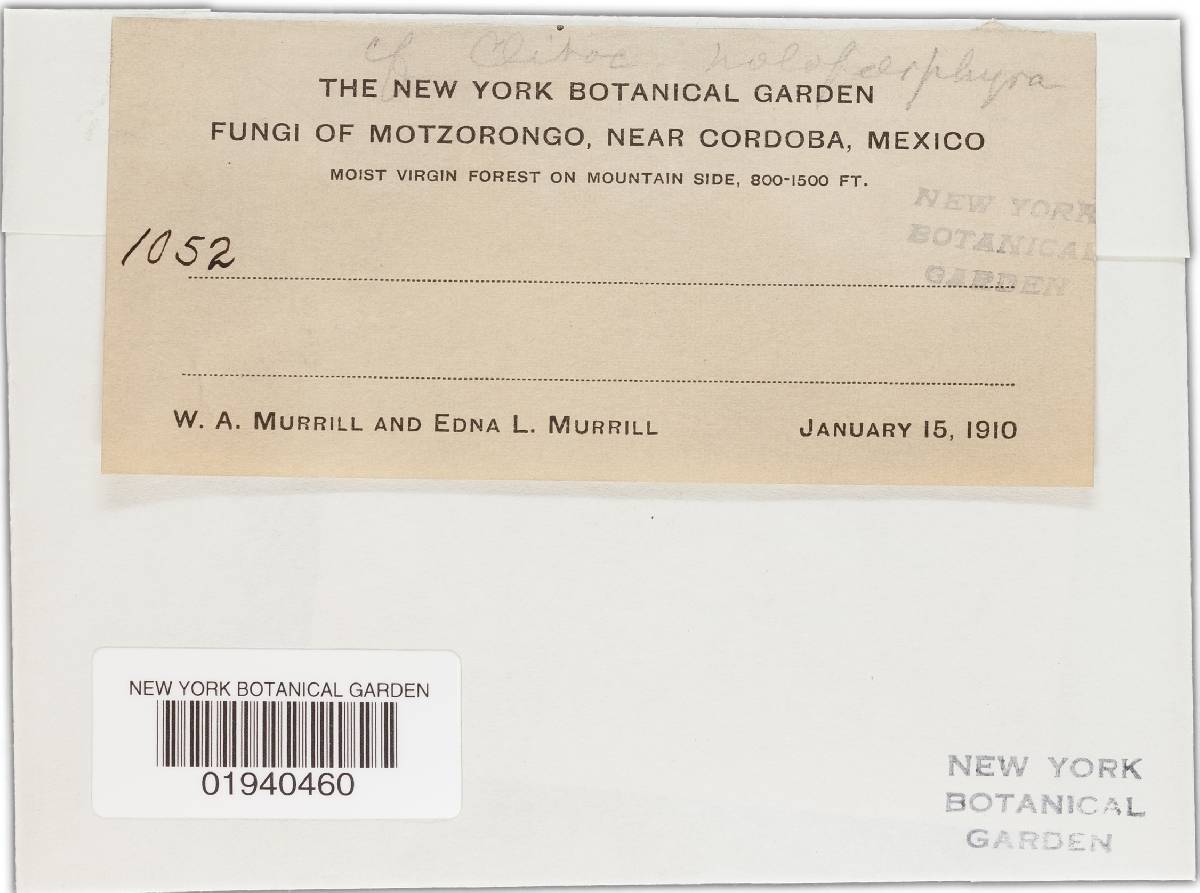 cf Clitoc. holoporphyra
THE NEW YORK BOTANICAL GARDEN
FUNGI OF MOTZORONGO, NEAR CORDOBA, MEXICO
MOIST VIRGIN FOREST ON MOUNTAIN SIDE, 800-1500 FT.
NEW YORK
BOTANICAL
GARDEN
1052
W. A. MURRILL AND EDNA L. MURRILL JANUARY 15, 1910
NEW YORK BOTANICAL GARDEN
01940460
NEW YORK
BOTANICAL
GARDEN